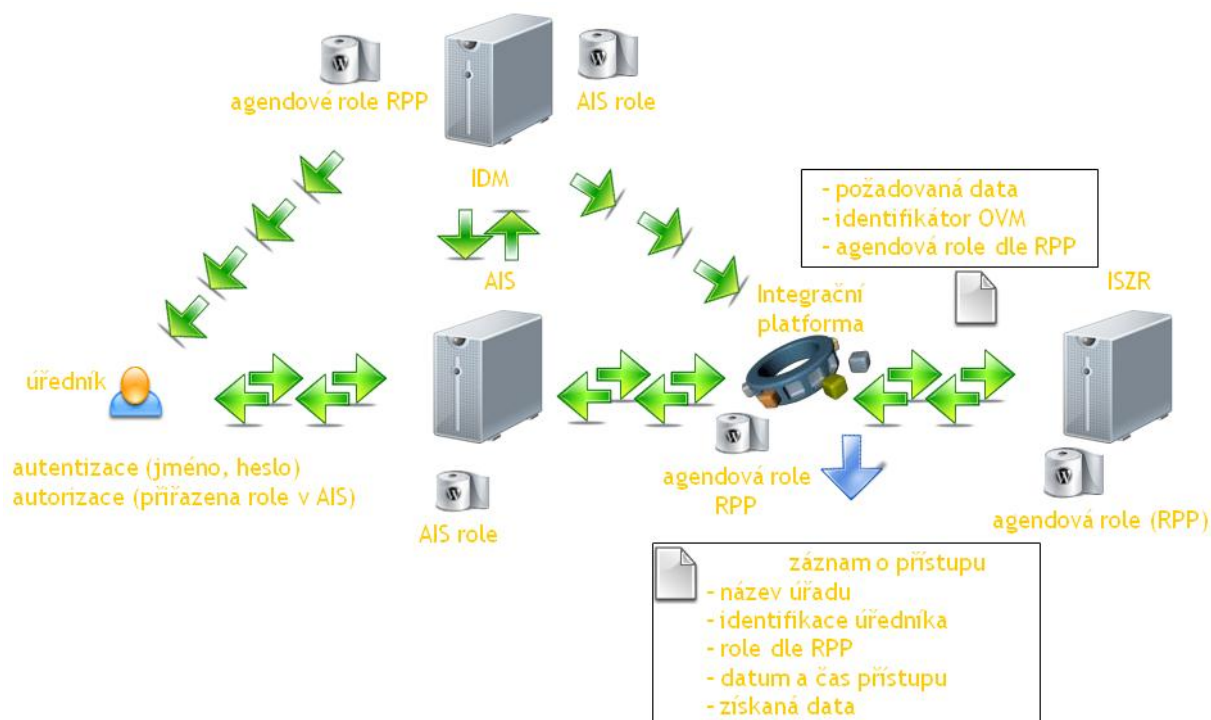 agendové role RPP
AIS role
IDM
- požadovaná data
- identifikátor OVM
- agendová role dle RPP
AIS
Integrační
platforma
ISZR
úředník
autentizace (jméno, heslo)
autorizace (přiřazena role v AIS)
AIS role
agendová role
RPP
agendová role (RPP)
záznam o přístupu
- název úřadu
- identifikace úředníka
- role dle RPP
- datum a čas přístupu
- získaná data